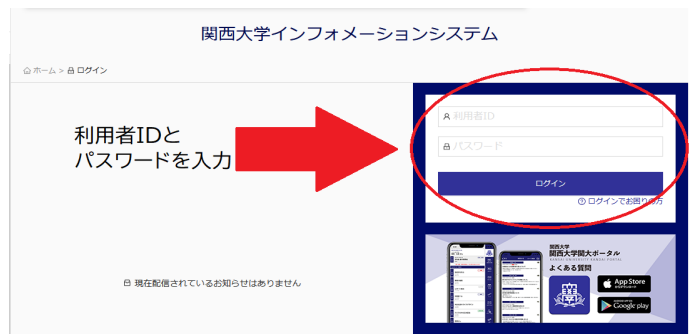 関西大学インフォメーションシステム
ホーム > ログイン
利用者IDと
パスワードを入力
利用者ID
パスワード
ログイン
ログインでお困りの方
現在配信されているお知らせはありません
関西大学
関西大学関大ポータル
KANSAI UNIVERSITY KANDAI PORTAL
よくある質問
App Store
Google play